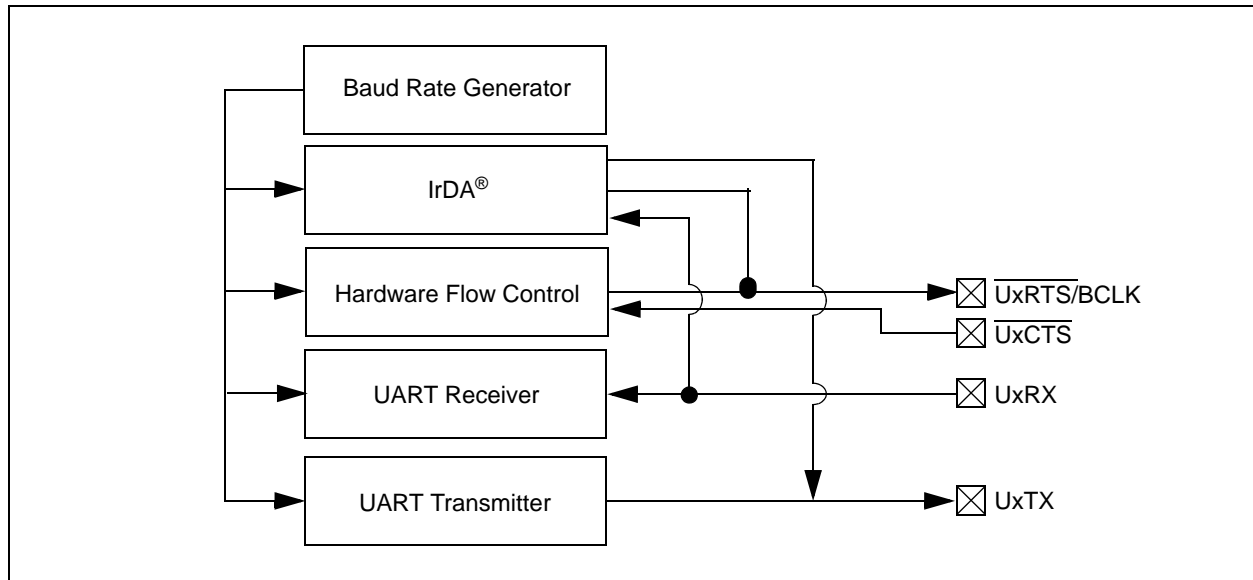 Baud Rate Generator
IrDA®
Hardware Flow Control
UxRTS/BCLK
UxCTS
UART Receiver
UxRX
UART Transmitter
UxTX